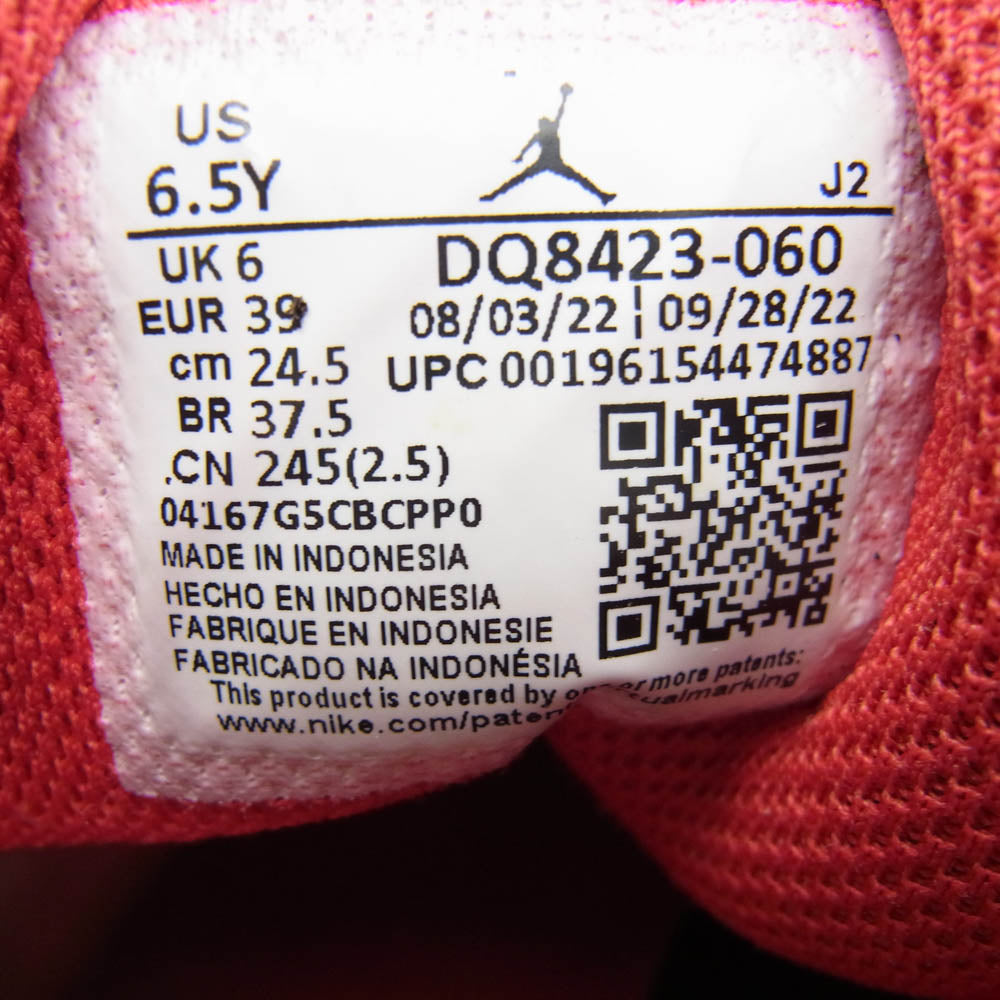 US
6.5Y
J2
UK 6
DQ8423-060
EUR 39
08/03/22 | 09/28/22
cm 24.5
UPC 00196154474887
BR 37.5
.CN 245(2.5)
04167G5CBCPP0
MADE IN INDONESIA
HECHO EN INDONESIA
FABRIQUE EN INDONESIE
FABRICADO NA INDONÉSIA
This product is covered by or more patents:
www.nike.com/paten